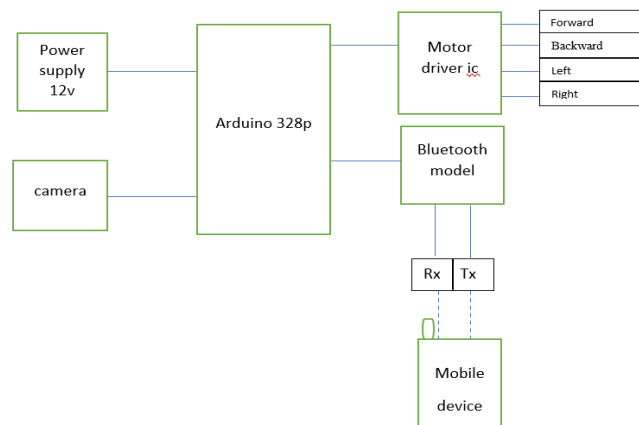 Power
supply
12v
camera
Arduino 328p
Motor
driver ic
Forward
Backward
Left
Right
Bluetooth
model
Rx Tx
Mobile
device